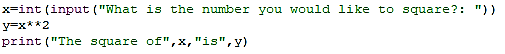 x=int(input("What is the number you would like to square?: "))
y=x**2
print("The square of",x,"is",y)